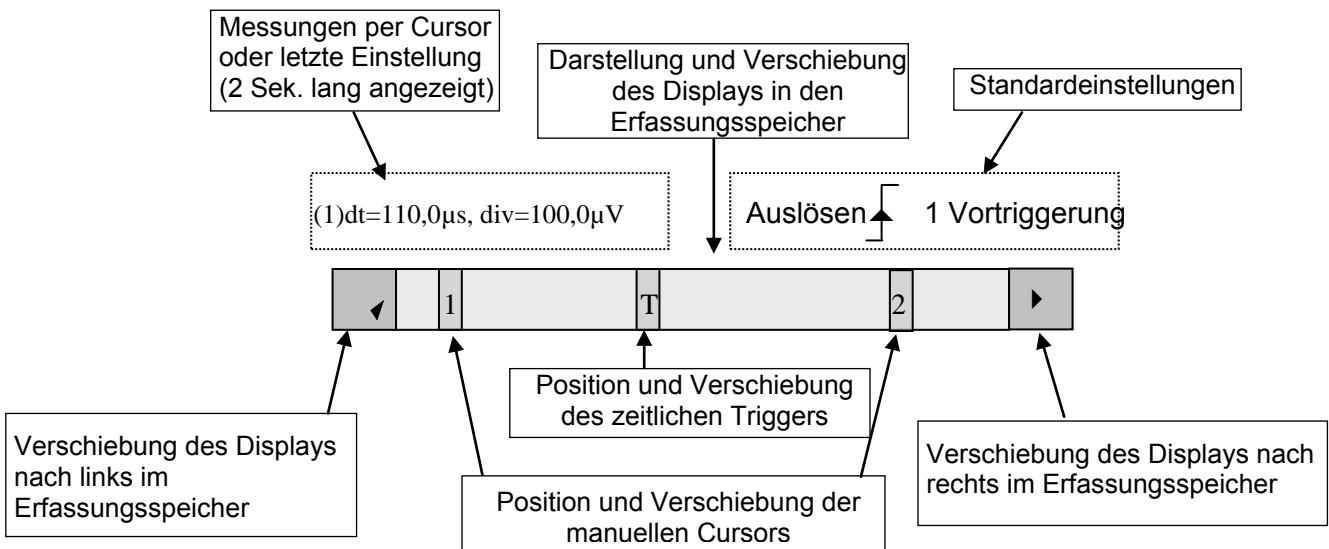 Messungen per Cursor
oder letzte Einstellung
(2 Sek. lang angezeigt)
Darstellung und Verschiebung
des Displays in den
Erfassungsspeicher
Standardeinstellungen
(1)dt=110,0µs, div=100,0µV
Auslösen 1 Vortriggerung
1 T 2
Position und Verschiebung
des zeitlichen Triggers
Verschiebung des Displays
nach links im
Erfassungsspeicher
Position und Verschiebung der
manuellen Cursors
Verschiebung des Displays nach
rechts im Erfassungsspeicher